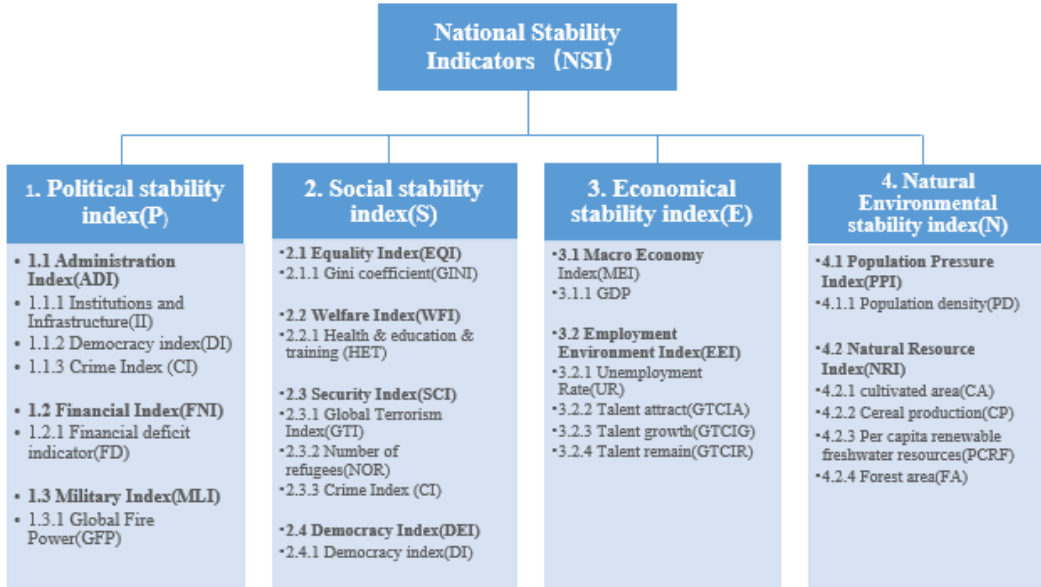 National Stability
Indicators（NSI）
1. Political stability
index(P)
• 1.1 Administration
Index(ADI)
• 1.1.1 Institutions and
Infrastructure(II)
• 1.1.2 Democracy index(DI)
• 1.1.3 Crime Index (CI)
• 1.2 Financial Index(FNI)
• 1.2.1 Financial deficit
indicator(FD)
• 1.3 Military Index(MLI)
• 1.3.1 Global Fire
Power(GFP)
2. Social stability
index(S)
•2.1 Equality Index(EQI)
•2.1.1 Gini coefficient(GINI)
•2.2 Welfare Index(WFI)
•2.2.1 Health & education &
training (HET)
•2.3 Security Index(SCI)
•2.3.1 Global Terrorism
Index(GTI)
•2.3.2 Number of
refugees(NOR)
•2.3.3 Crime Index (CI)
•2.4 Democracy Index(DEI)
•2.4.1 Democracy index(DI)
3. Economical
stability index(E)
•3.1 Macro Economy
Index(MEI)
•3.1.1 GDP
•3.2 Employment
Environment Index(EEI)
•3.2.1 Unemployment
Rate(UR)
•3.2.2 Talent attract(GTCIA)
•3.2.3 Talent growth(GTCIG)
•3.2.4 Talent remain(GTCIR)
4. Natural
Environmental
stability index(N)
•4.1 Population Pressure
Index(PPI)
•4.1.1 Population density(PD)
•4.2 Natural Resource
Index(NRI)
•4.2.1 cultivated area(CA)
•4.2.2 Cereal production(CP)
•4.2.3 Per capita renewable
freshwater resources(PCRF)
•4.2.4 Forest area(FA)